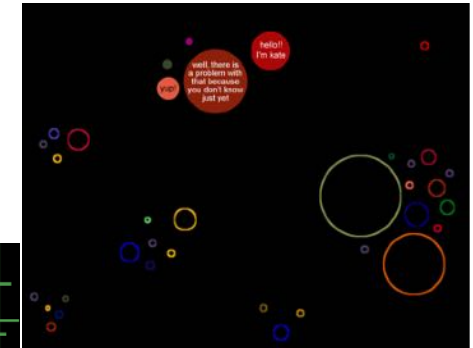 hello!!
I'm kate
well, there is
a problem with
that because
you don't know
just yet
yup!